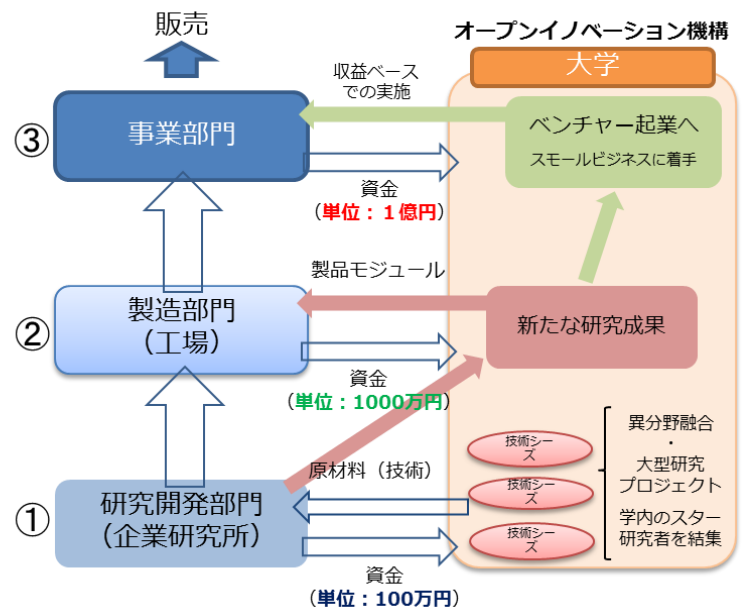 販売
オープンイノベーション機構
大学
③
事業部門
収益ベース
での実施
ベンチャー起業へ
スモールビジネスに着手
資金
（単位：１億円）
製品モジュール
②
製造部門
（工場）
新たな研究成果
資金
（単位：1000万円）
異分野融合
・
大型研究
プロジェクト
学内のスター
研究者を結集
技術シー
ズ
技術シー
ズ
技術シー
ズ
原材料（技術）
①
研究開発部門
（企業研究所）
資金
（単位：100万円）